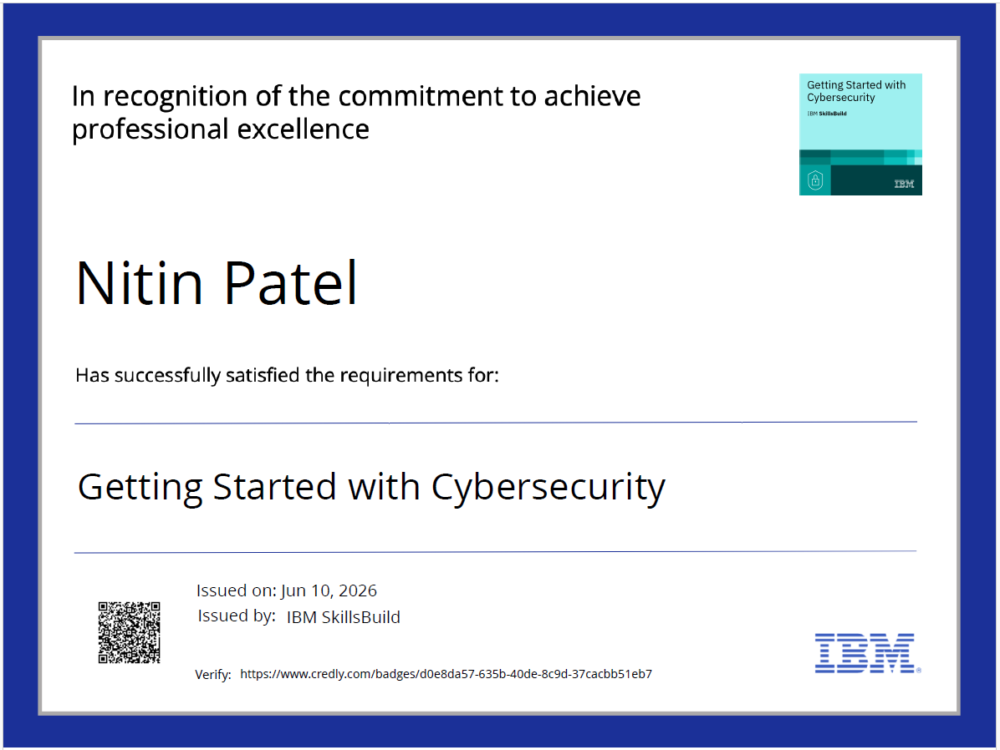 In recognition of the commitment to achieve
professional excellence
Getting Started with
Cybersecurity
IBM SkillsBuild
IBM
Nitin Patel
Has successfully satisfied the requirements for:
Getting Started with Cybersecurity
Issued on: Jun 10, 2026
Issued by: IBM SkillsBuild
Verify: https://www.credly.com/badges/d0e8da57-635b-40de-8c9d-37cacbb51eb7
IBM®